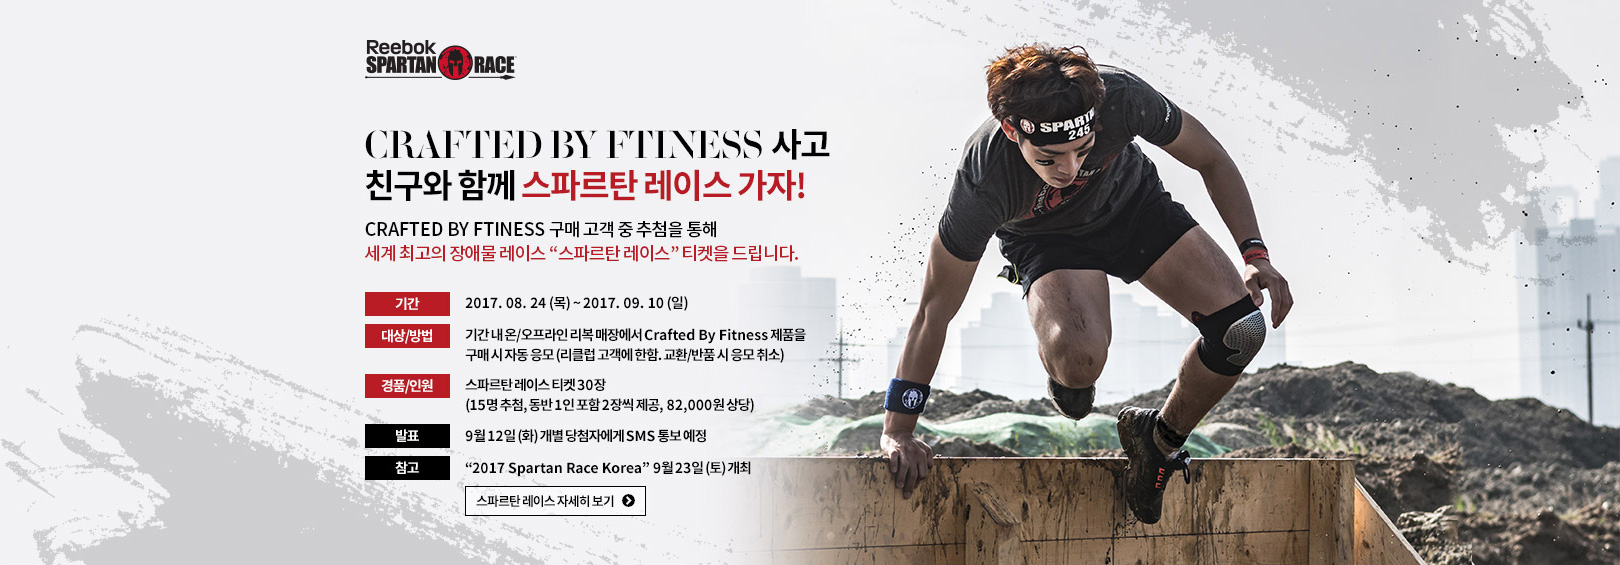 Reebok
SPARTAN RACE
CRAFTED BY FTINESS 사고
친구와 함께 스파르탄 레이스 가자!
CRAFTED BY FTINESS 구매 고객 중 추첨을 통해
세계 최고의 장애물 레이스 “스파르탄 레이스” 티켓을 드립니다.
기간 2017. 08. 24 (목) ~ 2017. 09. 10 (일)
대상/방법 기간 내 온/오프라인 리복 매장에서 Crafted By Fitness 제품을
구매 시 자동 응모 (리클럽 고객에 한함. 교환/반품 시 응모 취소)
경품/인원 스파르탄 레이스 티켓 30장
(15명 추첨, 동반 1인 포함 2장씩 제공, 82,000원 상당)
발표 9월 12일 (화) 개별 당첨자에게 SMS 통보 예정
참고 “2017 Spartan Race Korea” 9월 23일 (토) 개최
스파르탄 레이스 자세히 보기
SPARTAN
245